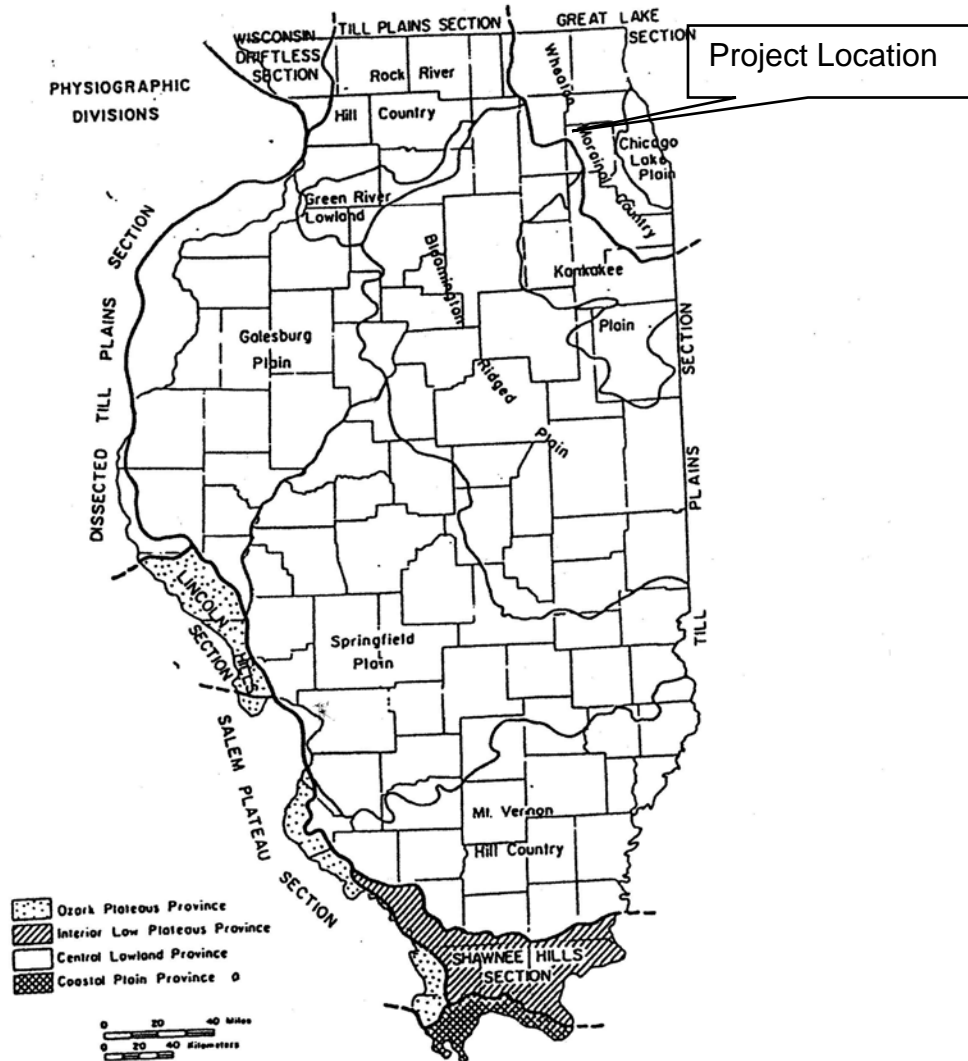 TILL PLAINS SECTION
GREAT LAKE
SECTION
WISCONSIN
DRIFTLESS
SECTION
Project Location
PHYSIOGRAPHIC
DIVISIONS
Rock River
Hill Country
Wheaton
Morainal
Country
Chicago
Lake
Plain
Green River
Lowland
DISSECTED TILL PLAINS SECTION
Bloomington
Ridged
Plain
Kankakee
Plain
Galesburg
Plain
TILL PLAINS SECTION
LINCOLN
HILLS
SECTION
Springfield
Plain
SALEM PLATEAU
SECTION
Mt. Vernon
Hill Country
Ozark Plateous Province
Interior Low Plateous Province
Central Lowland Province
Coastal Plain Province
SHAWNEE HILLS
SECTION
0 20 40 Miles
0 20 40 Kilometers